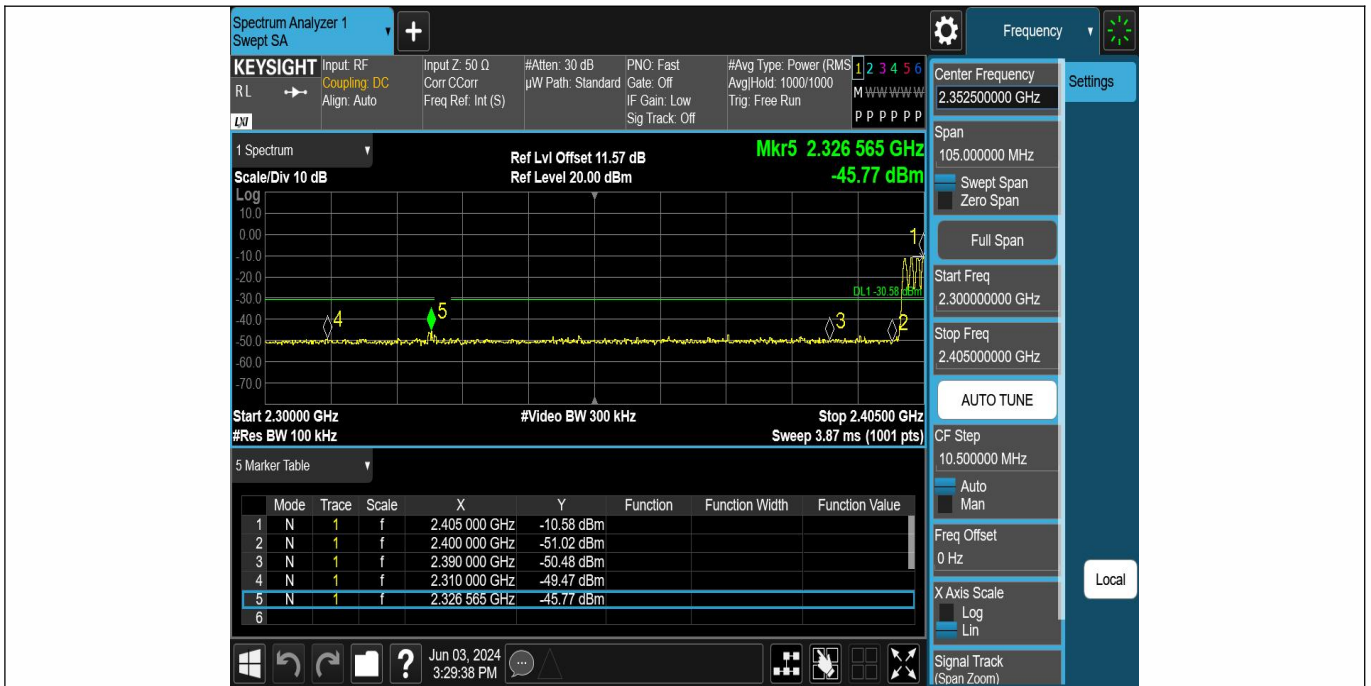 Spectrum Analyzer 1
Swept SA
+
Frequency
KEYSIGHT
RL
LXI
Input: RF
Coupling: DC
Align: Auto
Input Z: 50 Ω
Corr CCorr
Freq Ref: Int (S)
#Atten: 30 dB
µW Path: Standard
PNO: Fast
Gate: Off
IF Gain: Low
Sig Track: Off
#Avg Type: Power (RMS
Avg|Hold: 1000/1000
Trig: Free Run
1 2 3 4 5 6
M W W W W W
P P P P P P
1 Spectrum
Scale/Div 10 dB
Ref Lvl Offset 11.57 dB
Ref Level 20.00 dBm
Mkr5 2.326 565 GHz
-45.77 dBm
Log
10.0
0.00
-10.0
-20.0
-30.0
-40.0
-50.0
-60.0
-70.0
1
DL1 -30.58 dBm
4
5
3
2
Start 2.30000 GHz
#Video BW 300 kHz
Stop 2.40500 GHz
#Res BW 100 kHz
Sweep 3.87 ms (1001 pts)
5 Marker Table
Mode Trace Scale X Y Function Function Width Function Value
1 N 1 f 2.405 000 GHz -10.58 dBm
2 N 1 f 2.400 000 GHz -51.02 dBm
3 N 1 f 2.390 000 GHz -50.48 dBm
4 N 1 f 2.310 000 GHz -49.47 dBm
5 N 1 f 2.326 565 GHz -45.77 dBm
6
?
Jun 03, 2024
3:29:38 PM
Center Frequency
2.352500000 GHz
Settings
Span
105.000000 MHz
Swept Span
Zero Span
Full Span
Start Freq
2.300000000 GHz
Stop Freq
2.405000000 GHz
AUTO TUNE
CF Step
10.500000 MHz
Auto
Man
Freq Offset
0 Hz
Local
X Axis Scale
Log
Lin
Signal Track
(Span Zoom)